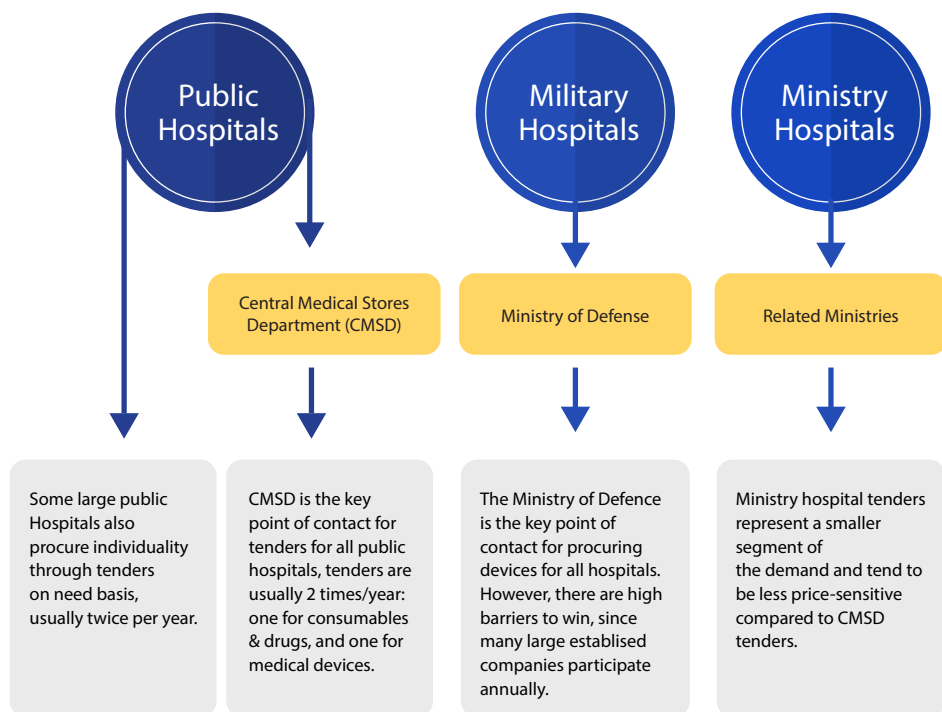 Public
Hospitals
Military
Hospitals
Ministry
Hospitals
Central Medical Stores
Department (CMSD)
Ministry of Defense
Related Ministries
Some large public
Hospitals also
procure individuality
through tenders
on need basis,
usually twice per year.
CMSD is the key
point of contact for
tenders for all public
hospitals, tenders are
usually 2 times/year:
one for consumables
& drugs, and one for
medical devices.
The Ministry of Defence
is the key point of
contact for procuring
devices for all hospitals.
However, there are high
barriers to win, since
many large establised
companies participate
annually.
Ministry hospital tenders
represent a smaller
segment of
the demand and tend to
be less price-sensitive
compared to CMSD
tenders.